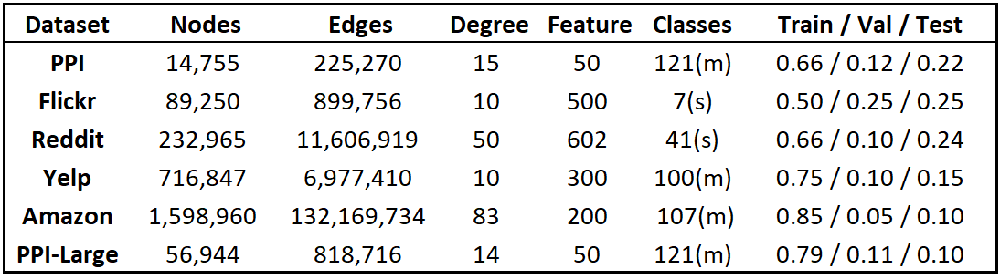 Dataset Nodes Edges Degree Feature Classes Train / Val / Test
PPI 14,755 225,270 15 50 121(m) 0.66 / 0.12 / 0.22
Flickr 89,250 899,756 10 500 7(s) 0.50 / 0.25 / 0.25
Reddit 232,965 11,606,919 50 602 41(s) 0.66 / 0.10 / 0.24
Yelp 716,847 6,977,410 10 300 100(m) 0.75 / 0.10 / 0.15
Amazon 1,598,960 132,169,734 83 200 107(m) 0.85 / 0.05 / 0.10
PPI-Large 56,944 818,716 14 50 121(m) 0.79 / 0.11 / 0.10